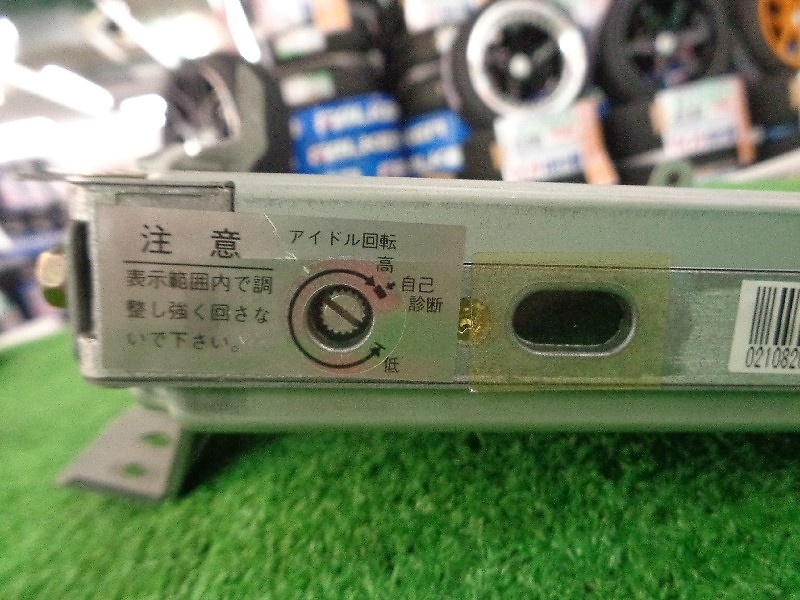 注 意
表示範囲内で調
整し強く回さな
いで下さい。
アイドル回転
高
自己
診断
低
021082